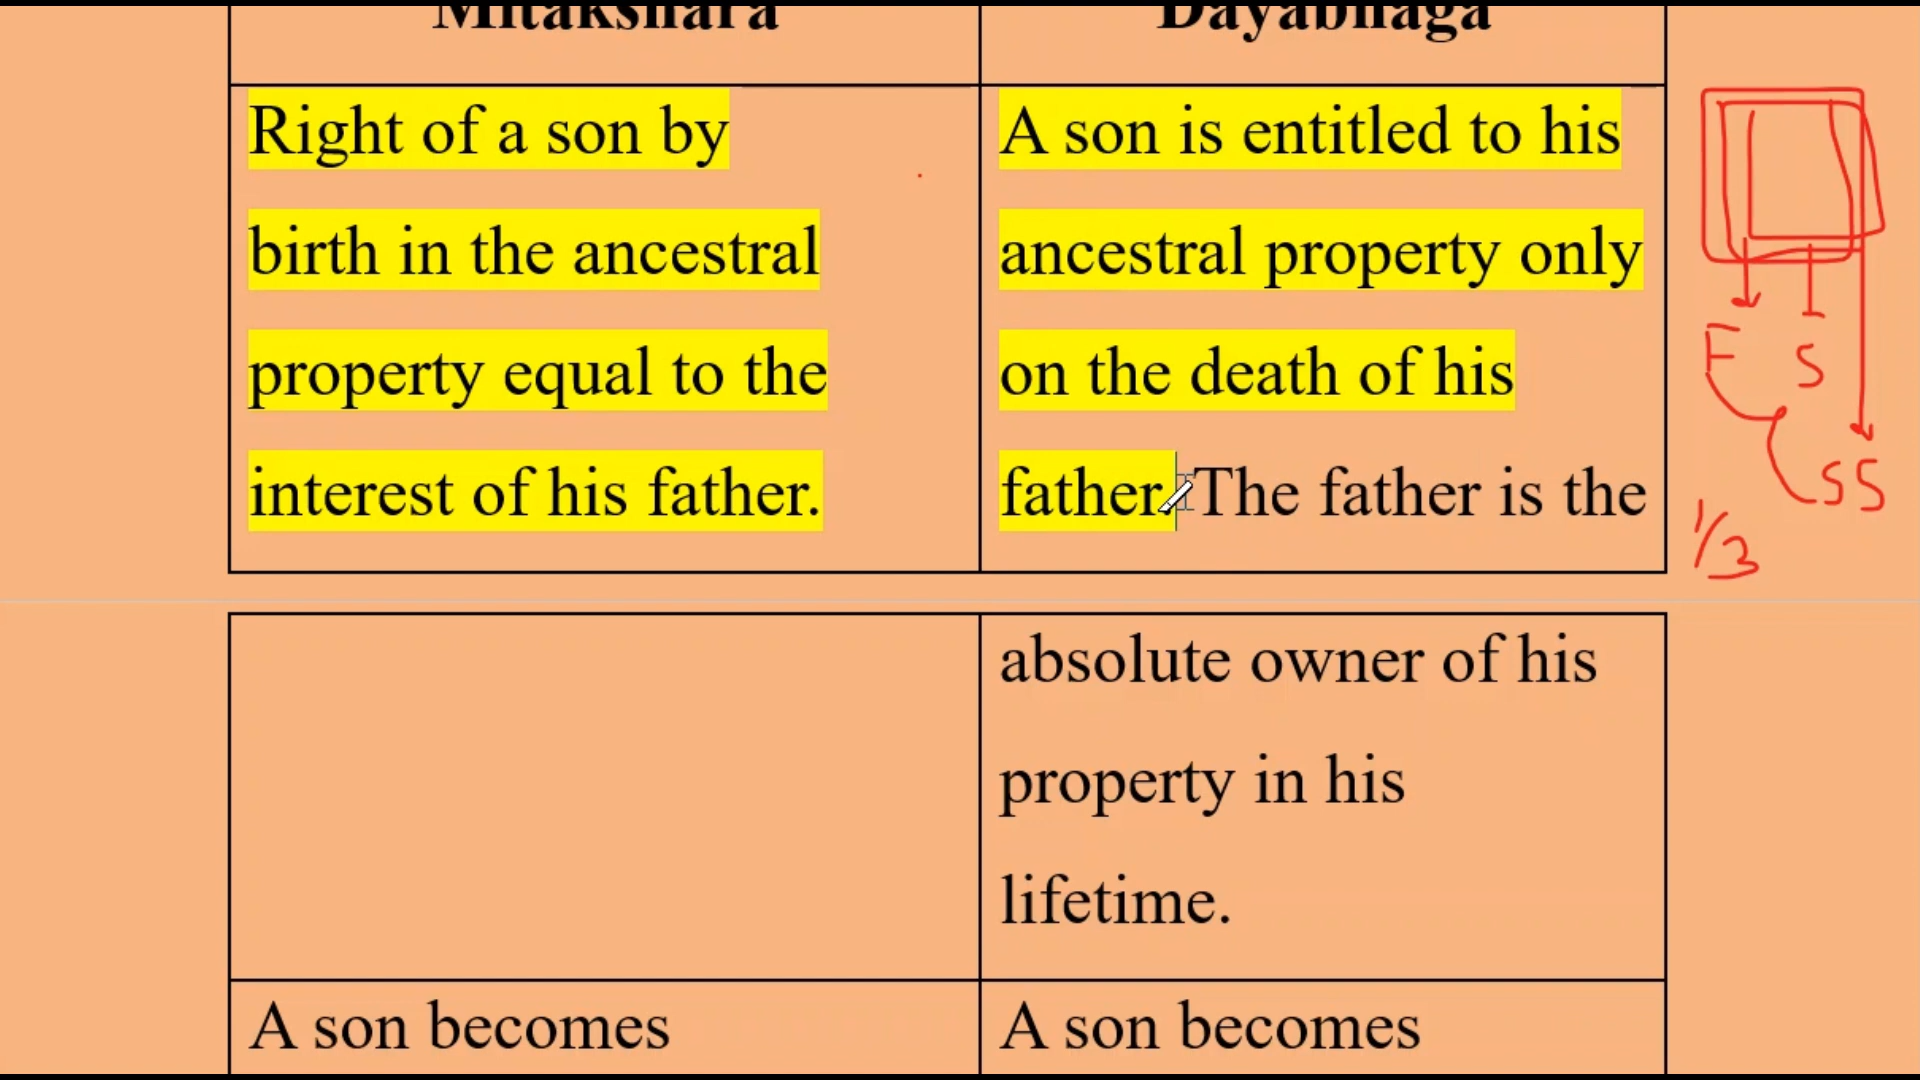 Mitakshara
Dayabhaga
Right of a son by
birth in the ancestral
property equal to the
interest of his father.
A son is entitled to his
ancestral property only
on the death of his
father. The father is the
absolute owner of his
property in his
lifetime.
A son becomes
A son becomes
F S
SS
1/3